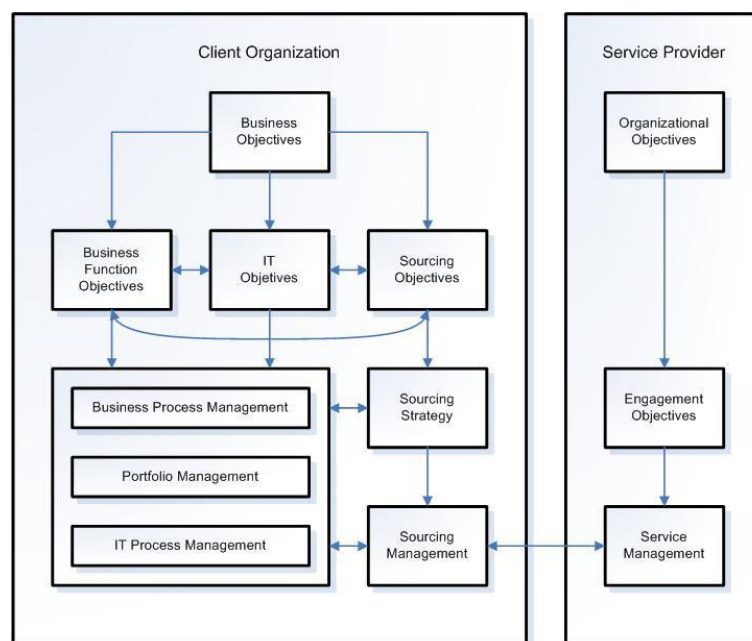 Client Organization
Service Provider
Business
Objectives
Organizational
Objectives
Business
Function
Objectives
IT
Objetives
Sourcing
Objectives
Business Process Management
Portfolio Management
IT Process Management
Sourcing
Strategy
Engagement
Objectives
Sourcing
Management
Service
Management